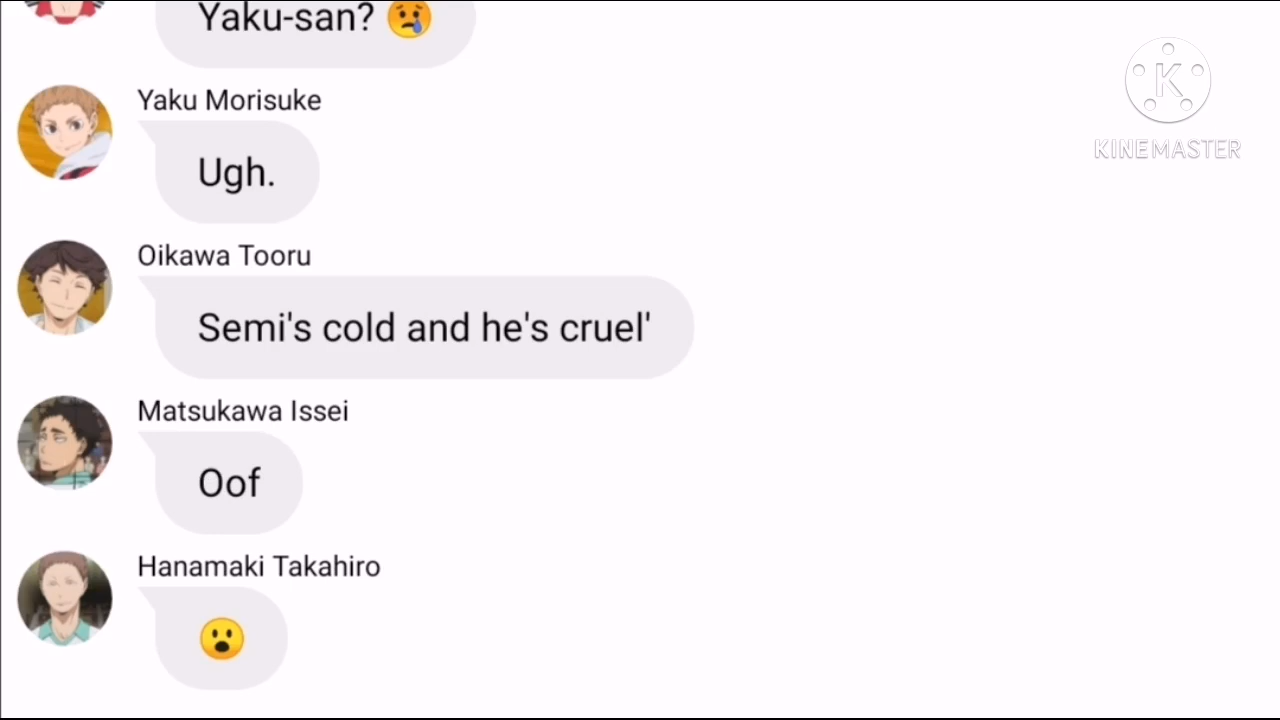 Yaku-san? 😢
K
KINEMASTER
Yaku Morisuke
Ugh.
Oikawa Tooru
Semi's cold and he's cruel'
Matsukawa Issei
Oof
Hanamaki Takahiro
😮